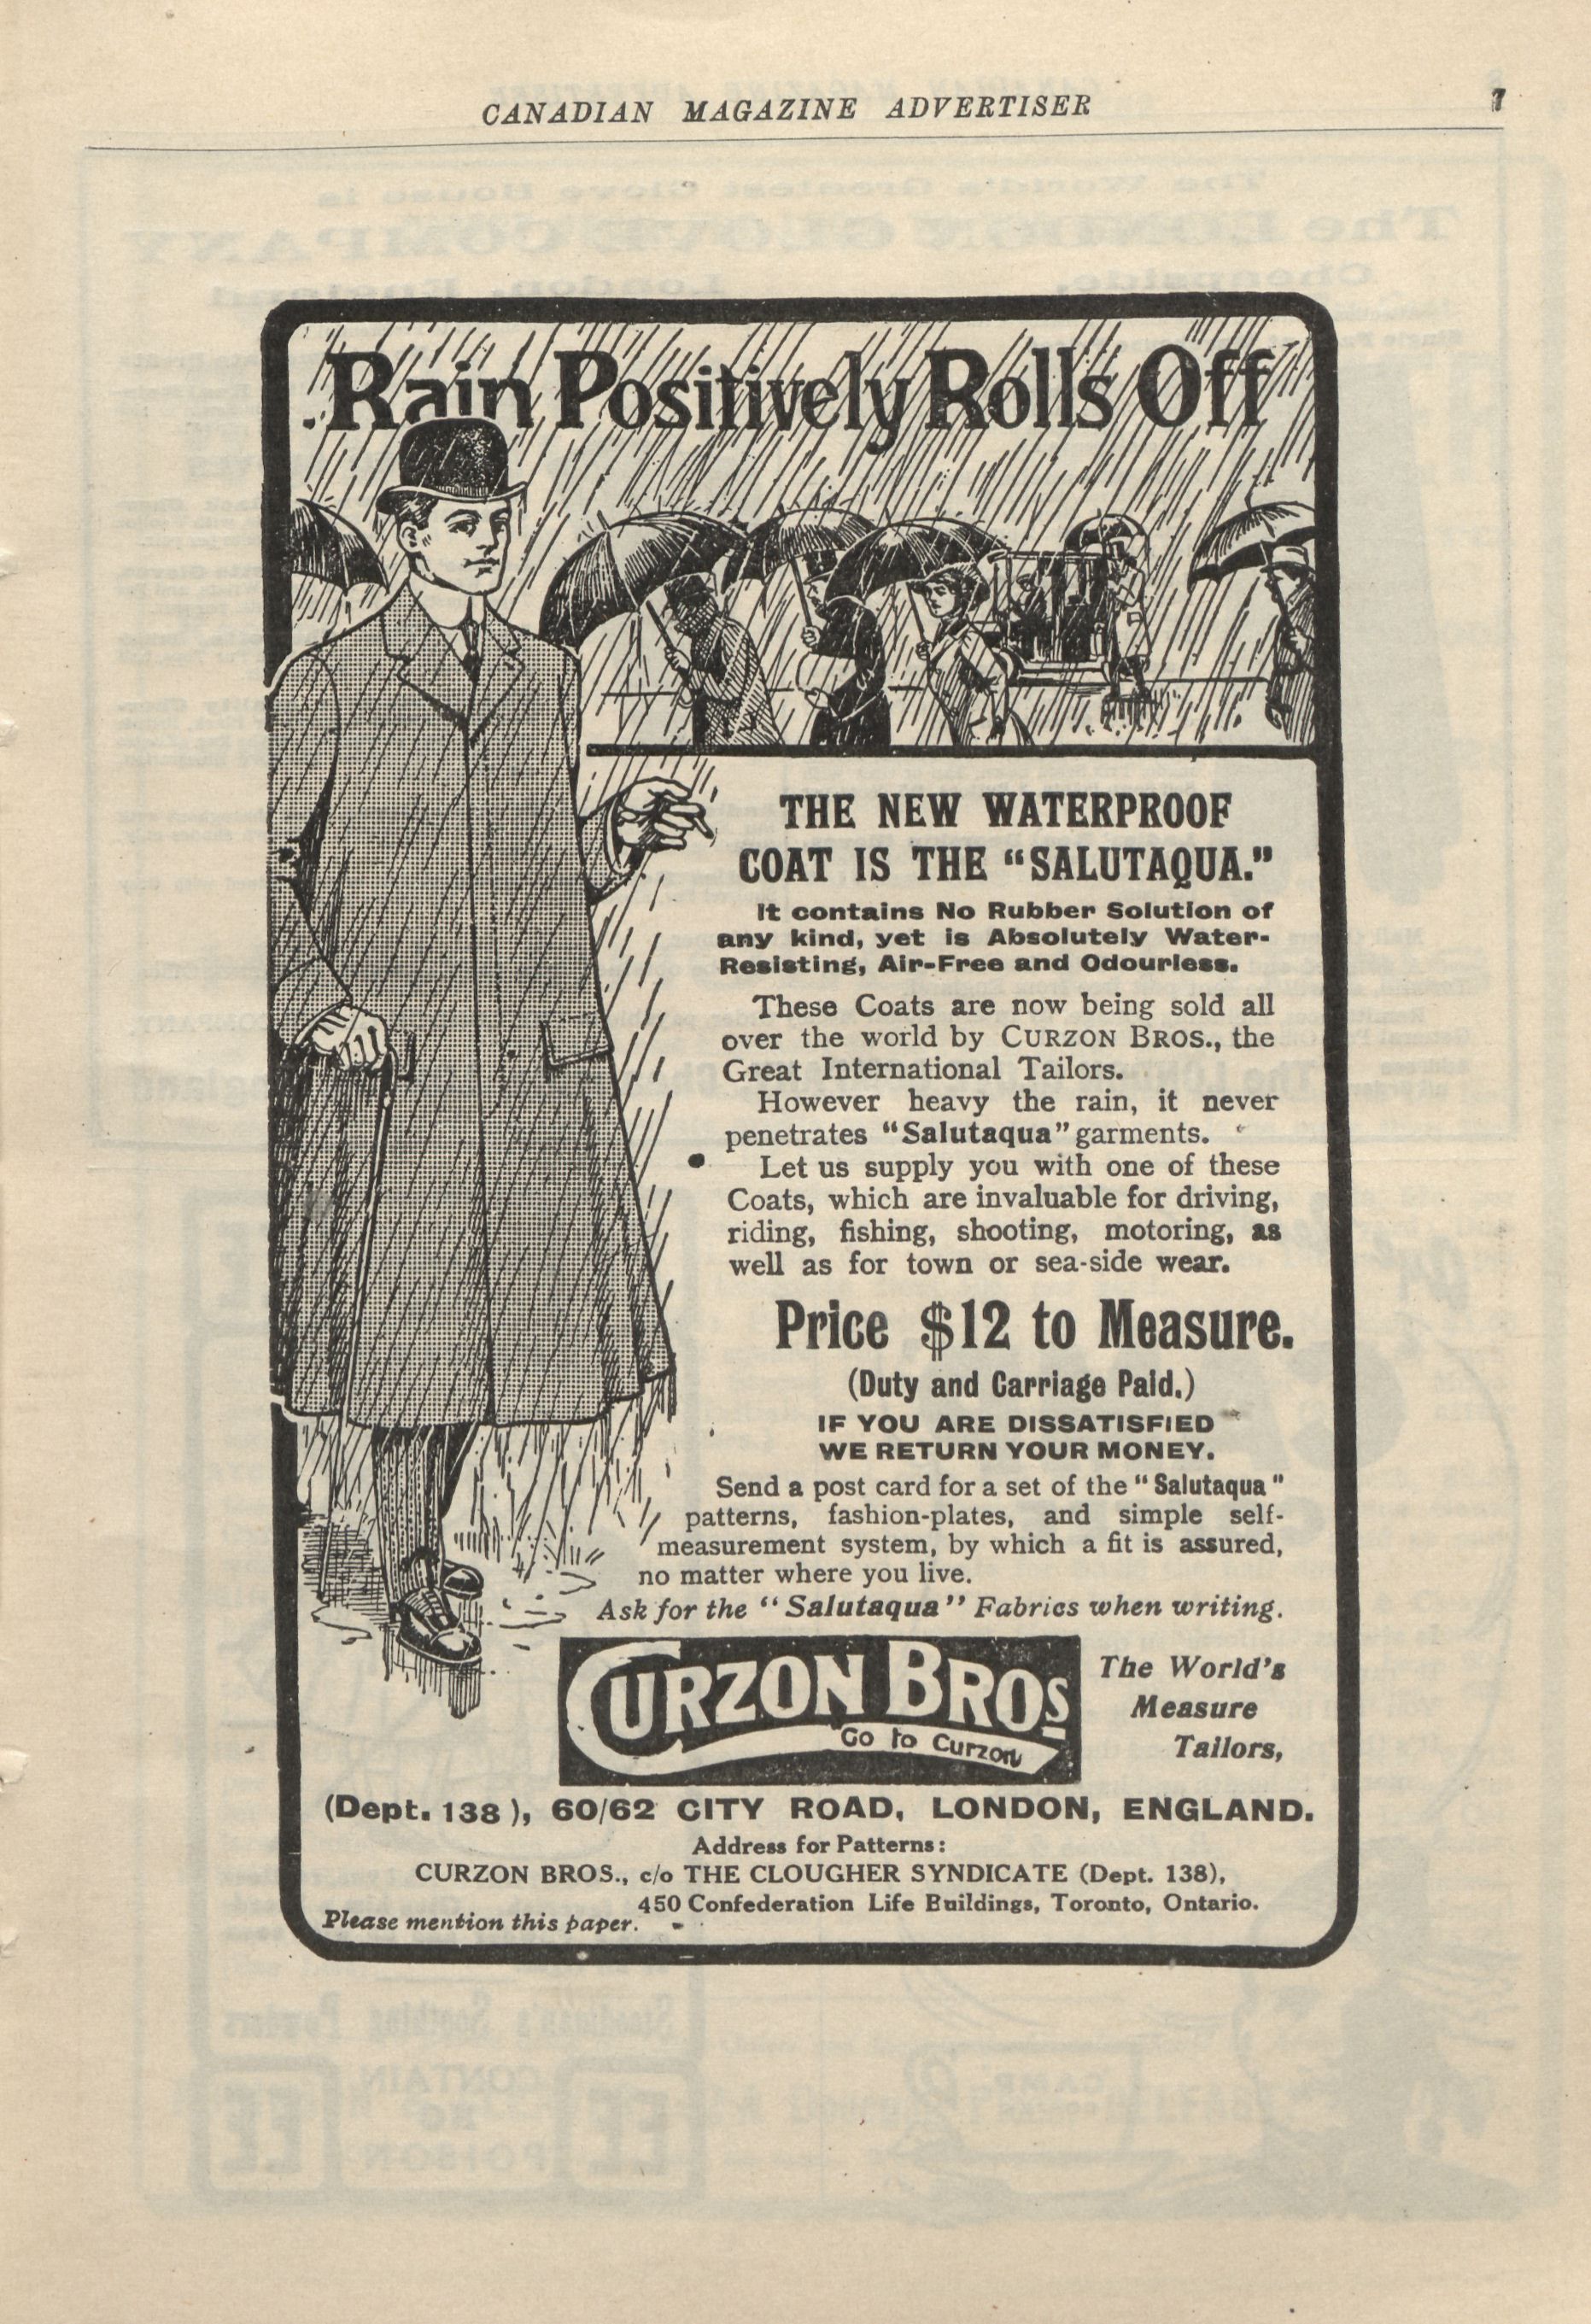 CANADIAN MAGAZINE ADVERTISER 7
Rain Positively Rolls Off
THE NEW WATERPROOF
COAT IS THE "SALUTAQUA."
It contains No Rubber Solution of
any kind, yet is Absolutely Water-
Resisting, Air-Free and Odourless.
These Coats are now being sold all
over the world by CURZON BROS., the
Great International Tailors.
However heavy the rain, it never
penetrates "Salutaqua" garments.
Let us supply you with one of these
Coats, which are invaluable for driving,
riding, fishing, shooting, motoring, as
well as for town or sea-side wear.
Price $12 to Measure.
(Duty and Carriage Paid.)
IF YOU ARE DISSATISFIED
WE RETURN YOUR MONEY.
Send a post card for a set of the "Salutaqua"
patterns, fashion-plates, and simple self-
measurement system, by which a fit is assured,
no matter where you live.
Ask for the "Salutaqua" Fabrics when writing.
CURZON BROS
Go to Curzon
The World's
Measure
Tailors,
(Dept. 138), 60/62 CITY ROAD, LONDON, ENGLAND.
Address for Patterns:
CURZON BROS., c/o THE CLOUGHER SYNDICATE (Dept. 138),
450 Confederation Life Buildings, Toronto, Ontario.
Please mention this paper.